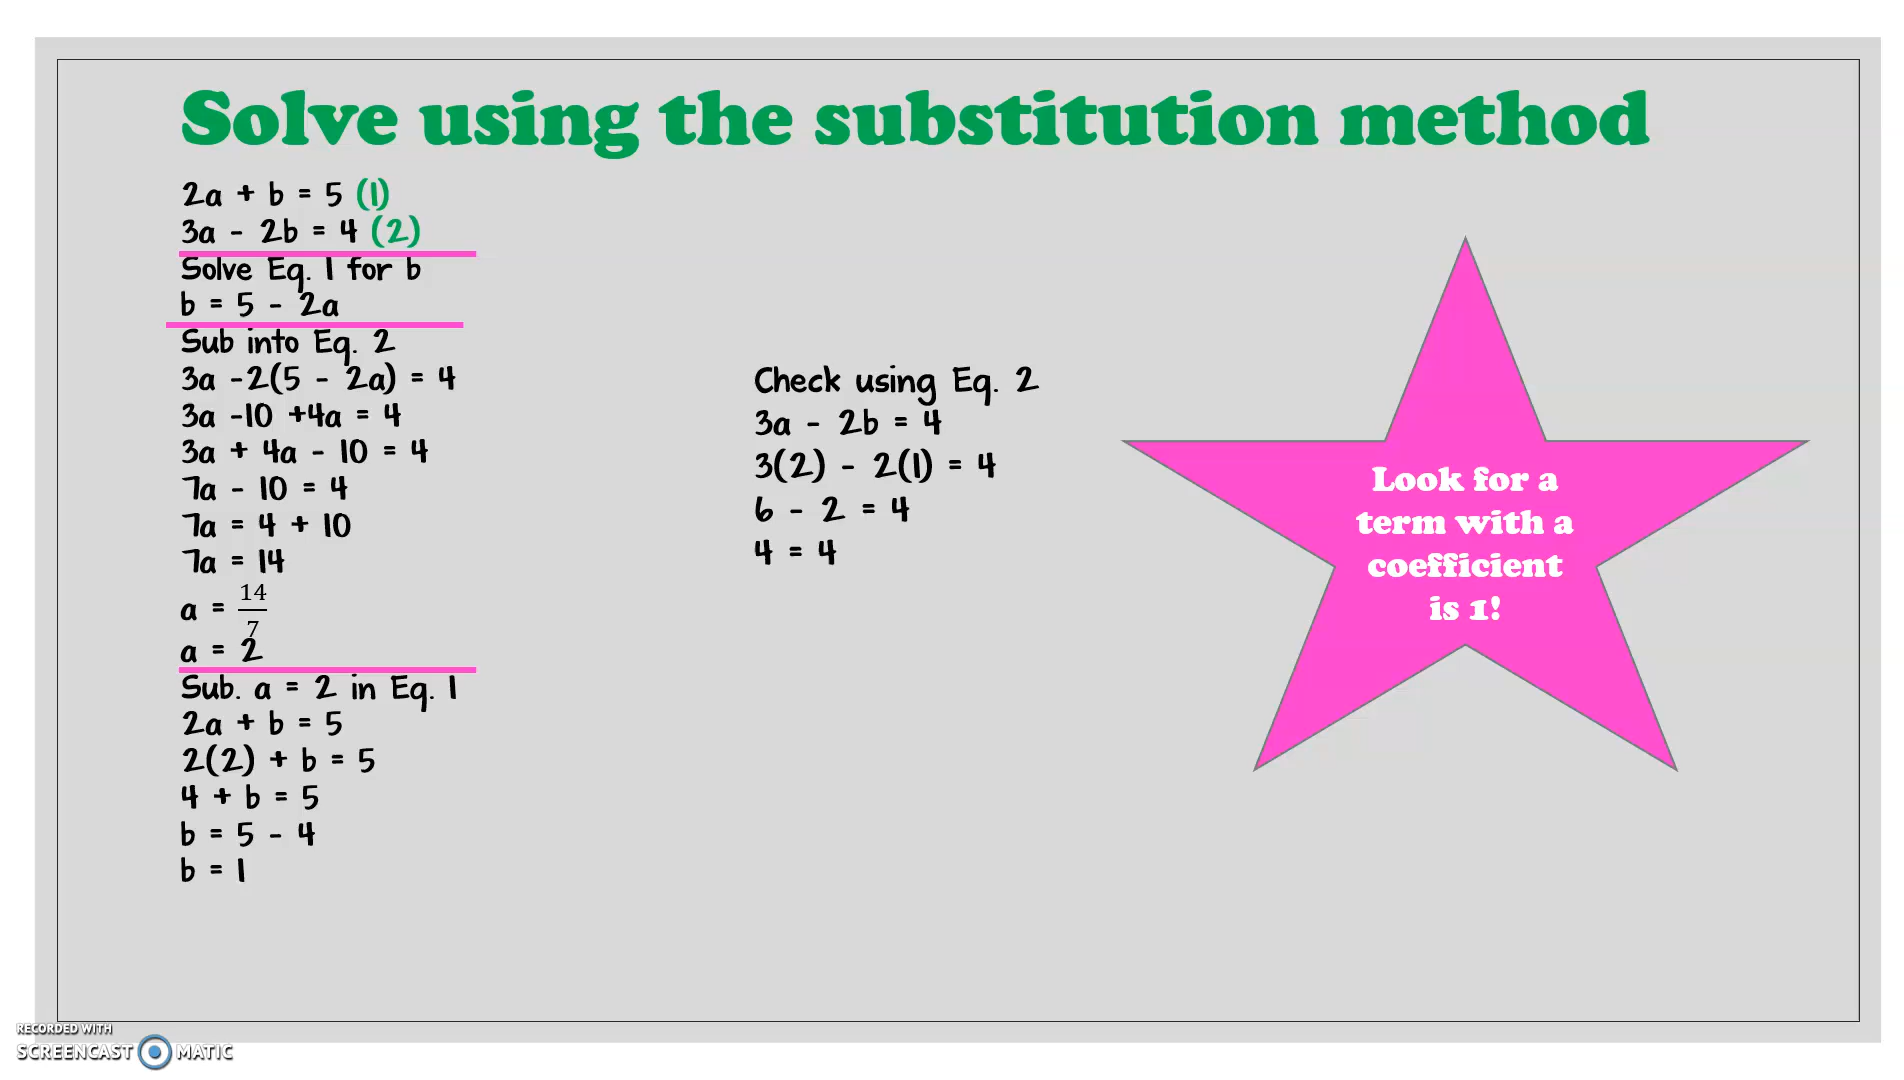 Solve using the substitution method
2a + b = 5 (1)
3a - 2b = 4 (2)
Solve Eq. 1 for b
b = 5 - 2a
Sub into Eq. 2
3a -2(5 - 2a) = 4
3a -10 +4a = 4
3a + 4a - 10 = 4
7a - 10 = 4
7a = 4 + 10
7a = 14
a = 14/7
a = 2
Sub. a = 2 in Eq. 1
2a + b = 5
2(2) + b = 5
4 + b = 5
b = 5 - 4
b = 1
Check using Eq. 2
3a - 2b = 4
3(2) - 2(1) = 4
6 - 2 = 4
4 = 4
Look for a
term with a
coefficient
is 1!
RECORDED WITH
SCREENCAST MATIC